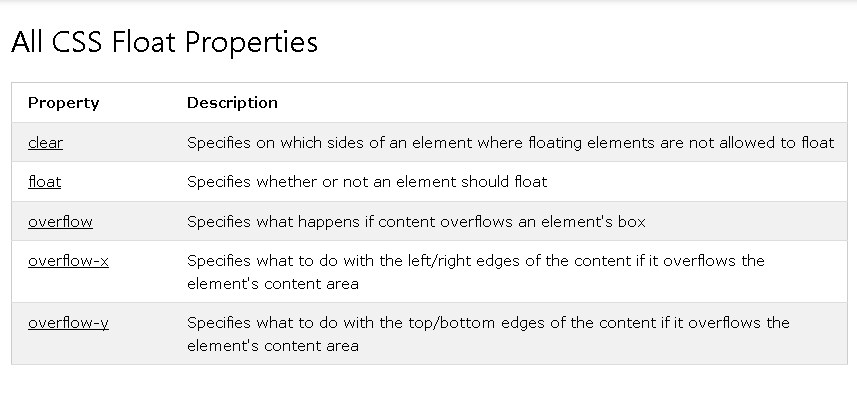 All CSS Float Properties
Property Description
clear Specifies on which sides of an element where floating elements are not allowed to float
float Specifies whether or not an element should float
overflow Specifies what happens if content overflows an element's box
overflow-x Specifies what to do with the left/right edges of the content if it overflows the
element's content area
overflow-y Specifies what to do with the top/bottom edges of the content if it overflows the
element's content area